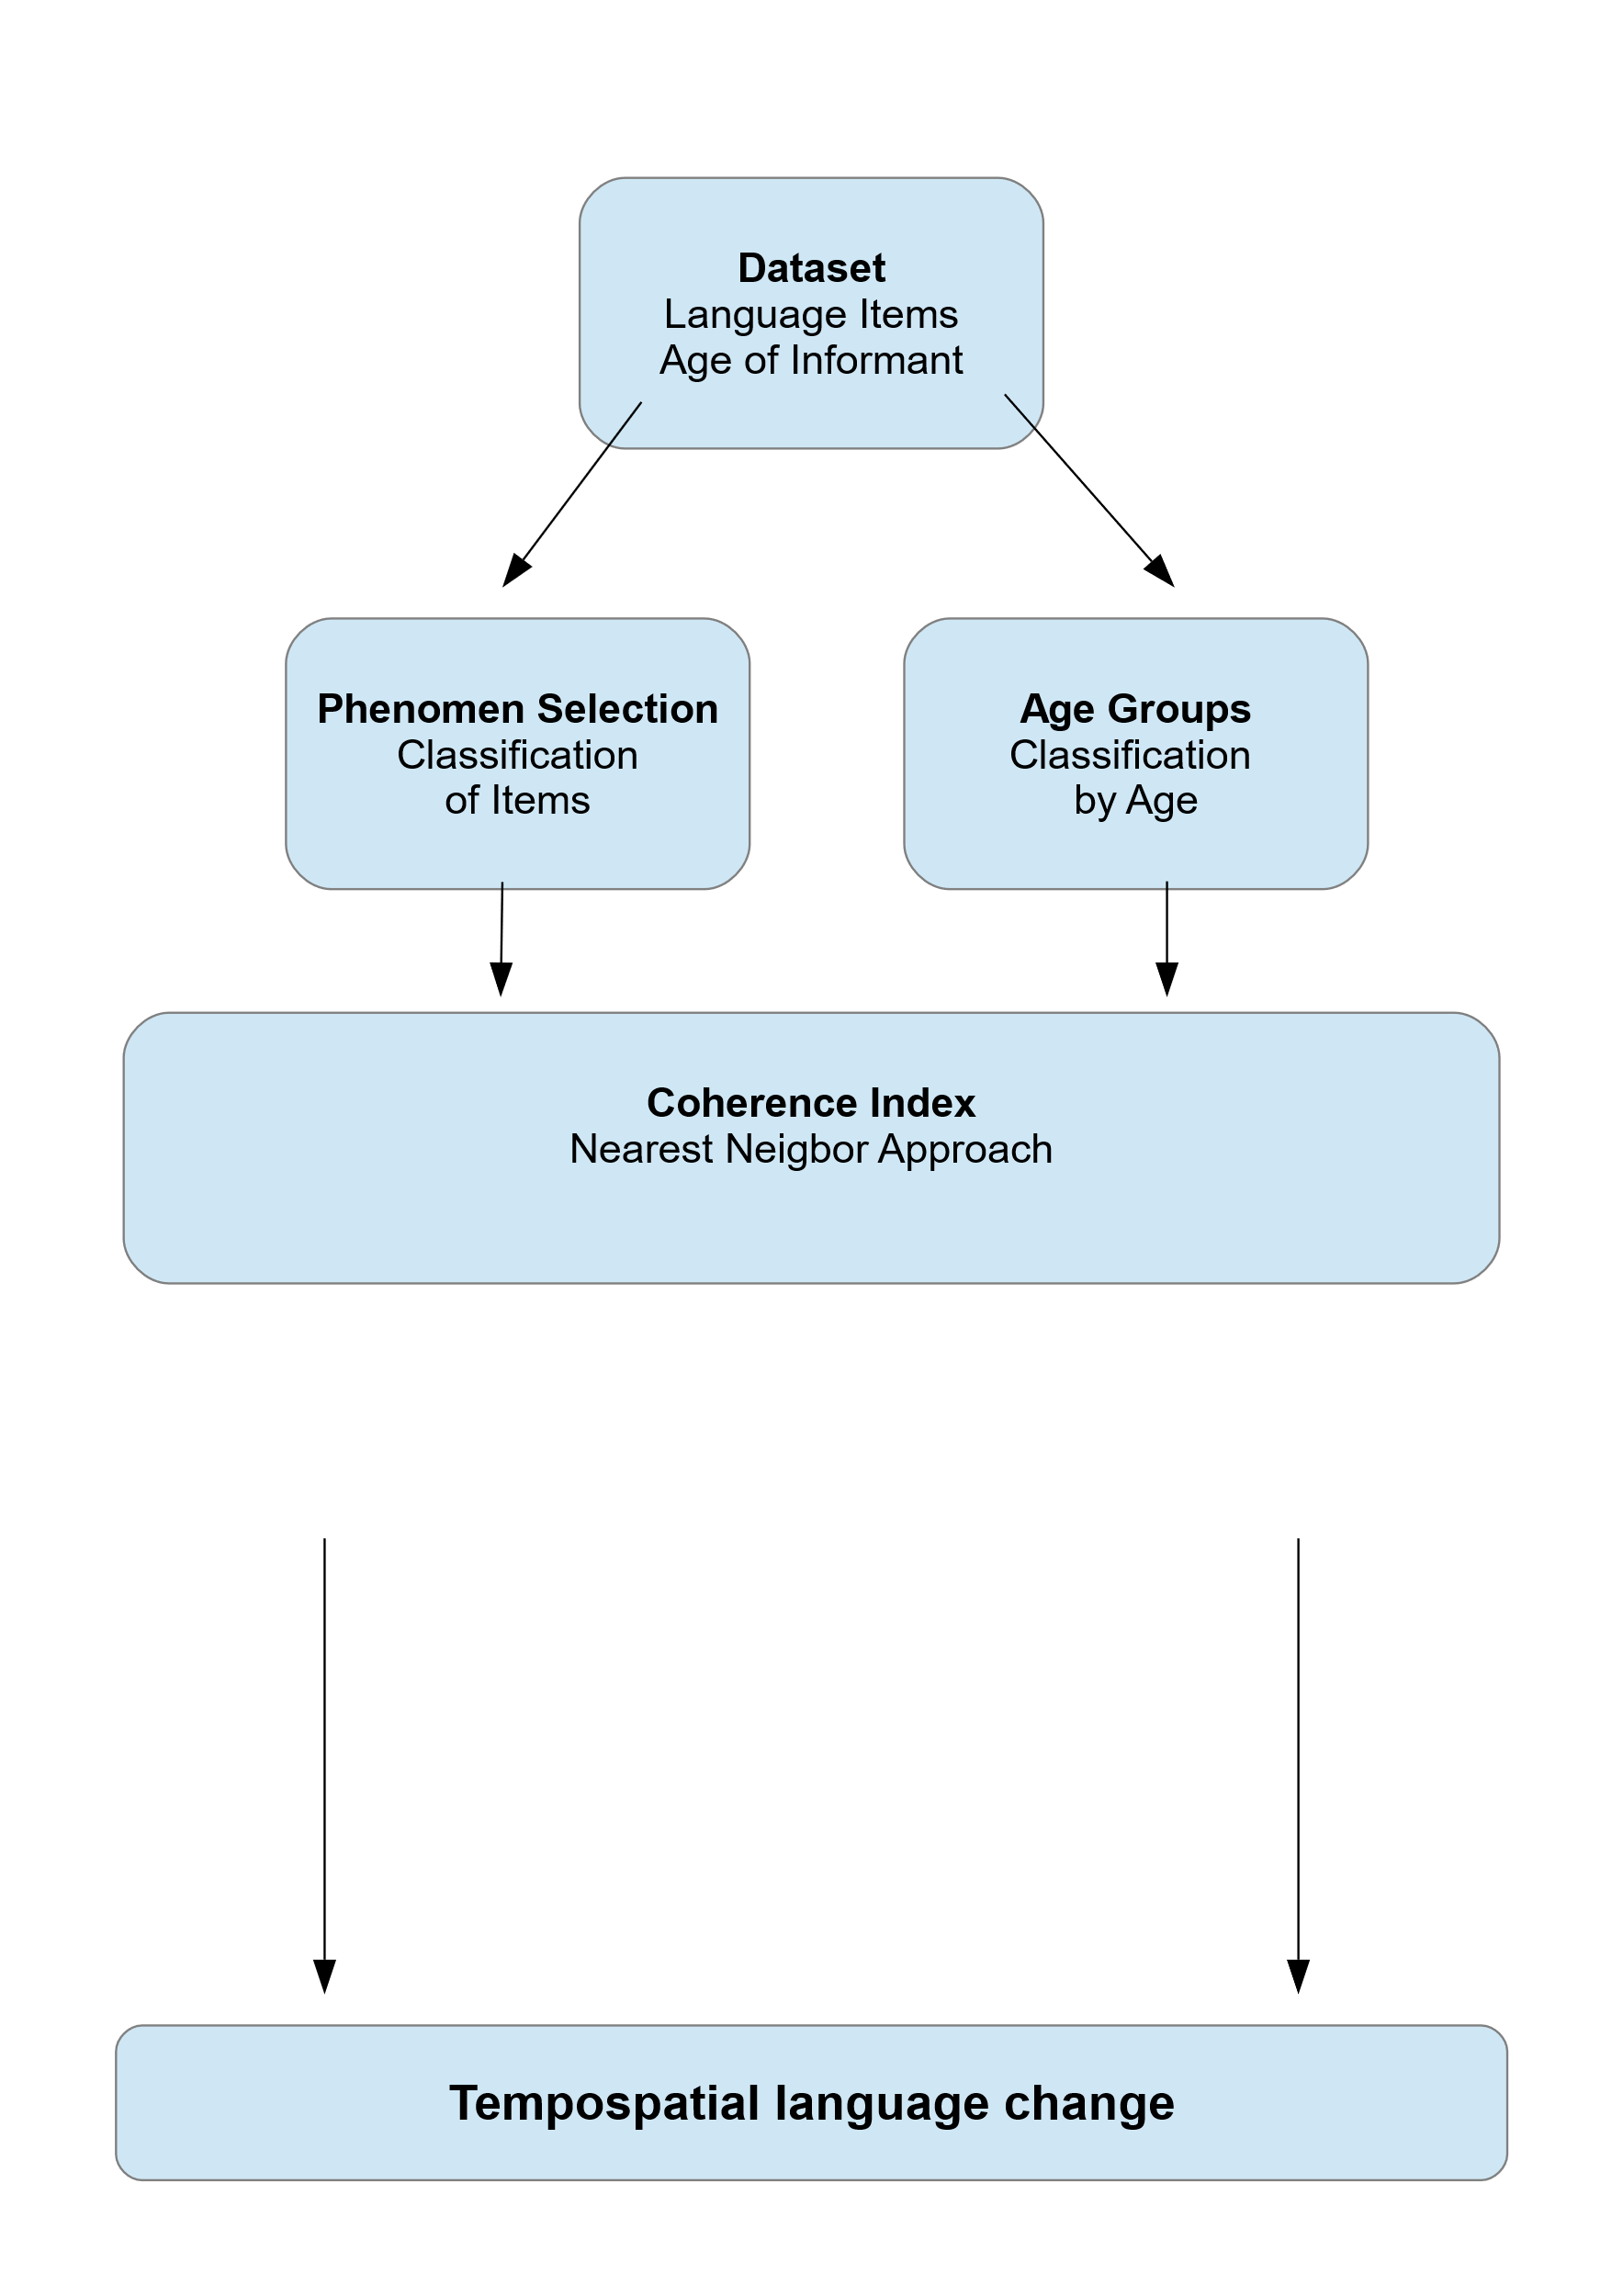 Dataset
Language Items
Age of Informant
Phenomen Selection
Classification
of Items
Age Groups
Classification
by Age
Coherence Index
Nearest Neigbor Approach
Tempospatial language change